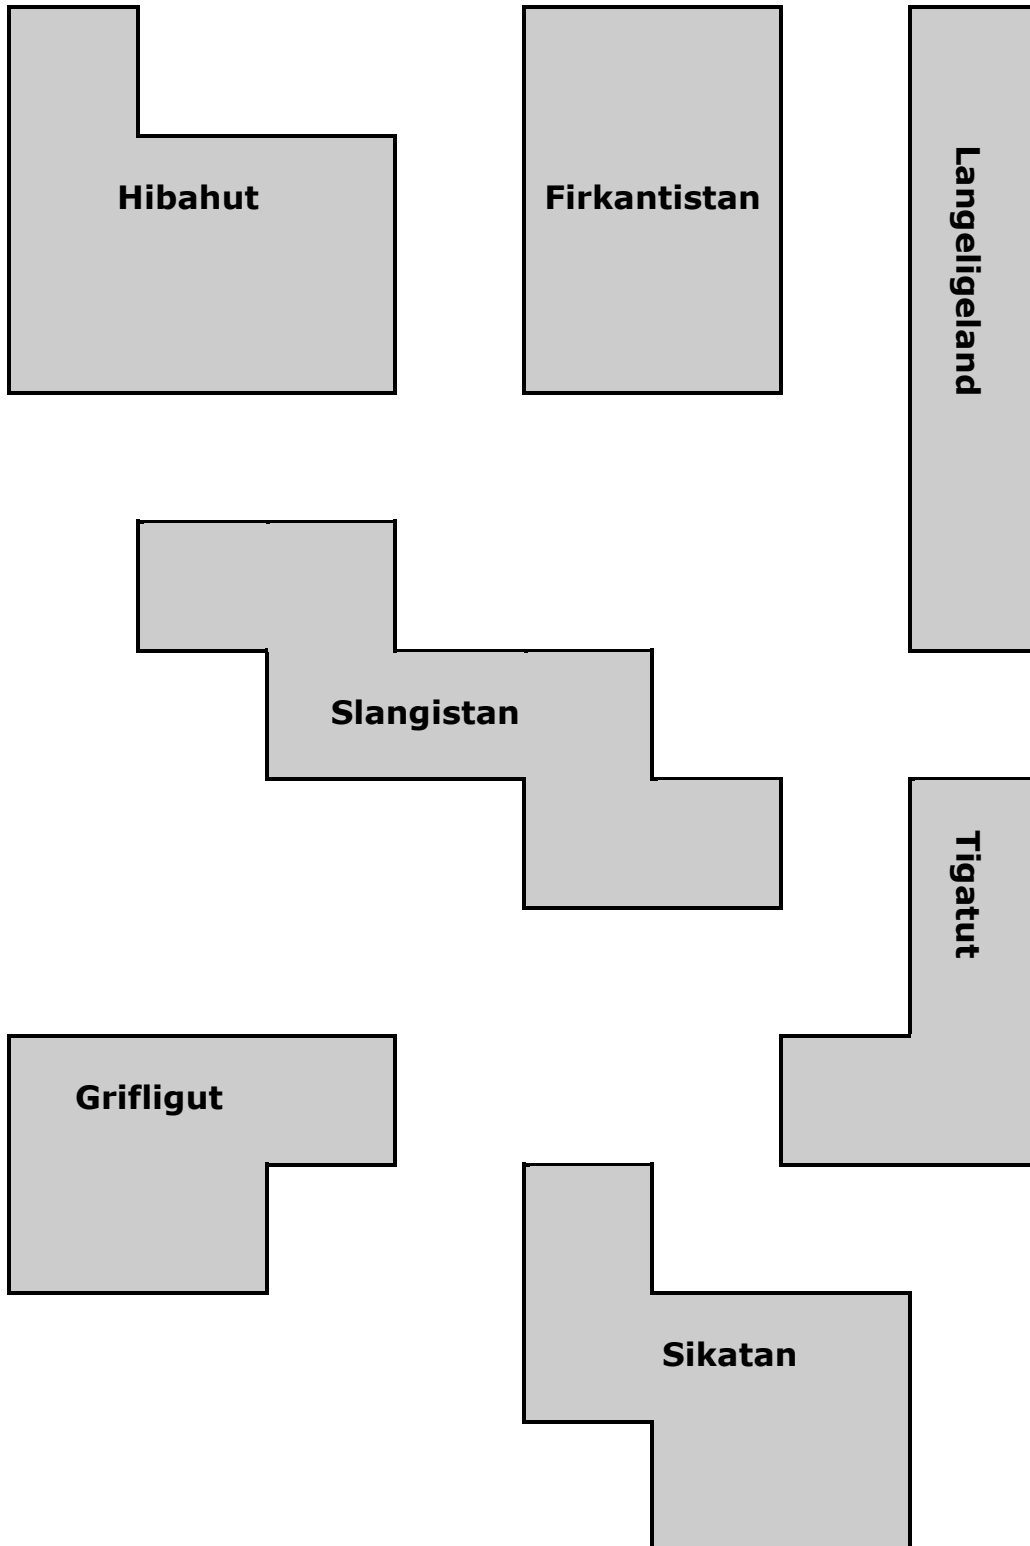 Hibahut
Firkantistan
Langeligeland
Slangistan
Tigatut
Grifligut
Sikatan